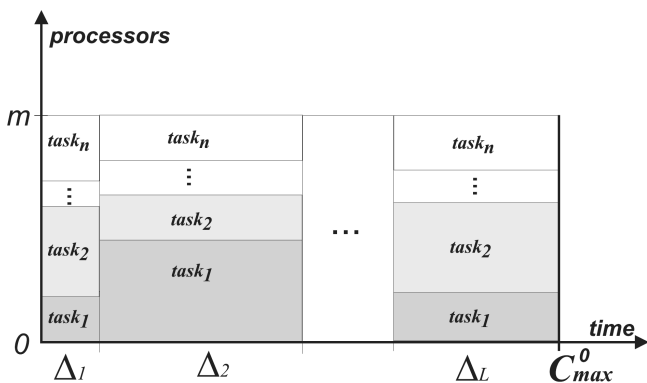 processors
m
task_n
task_n
task_n
⋮
⋮
⋮
task_2
task_2
...
task_2
task_1
task_1
task_1
0
time
Δ_1
Δ_2
Δ_L
C^0_max